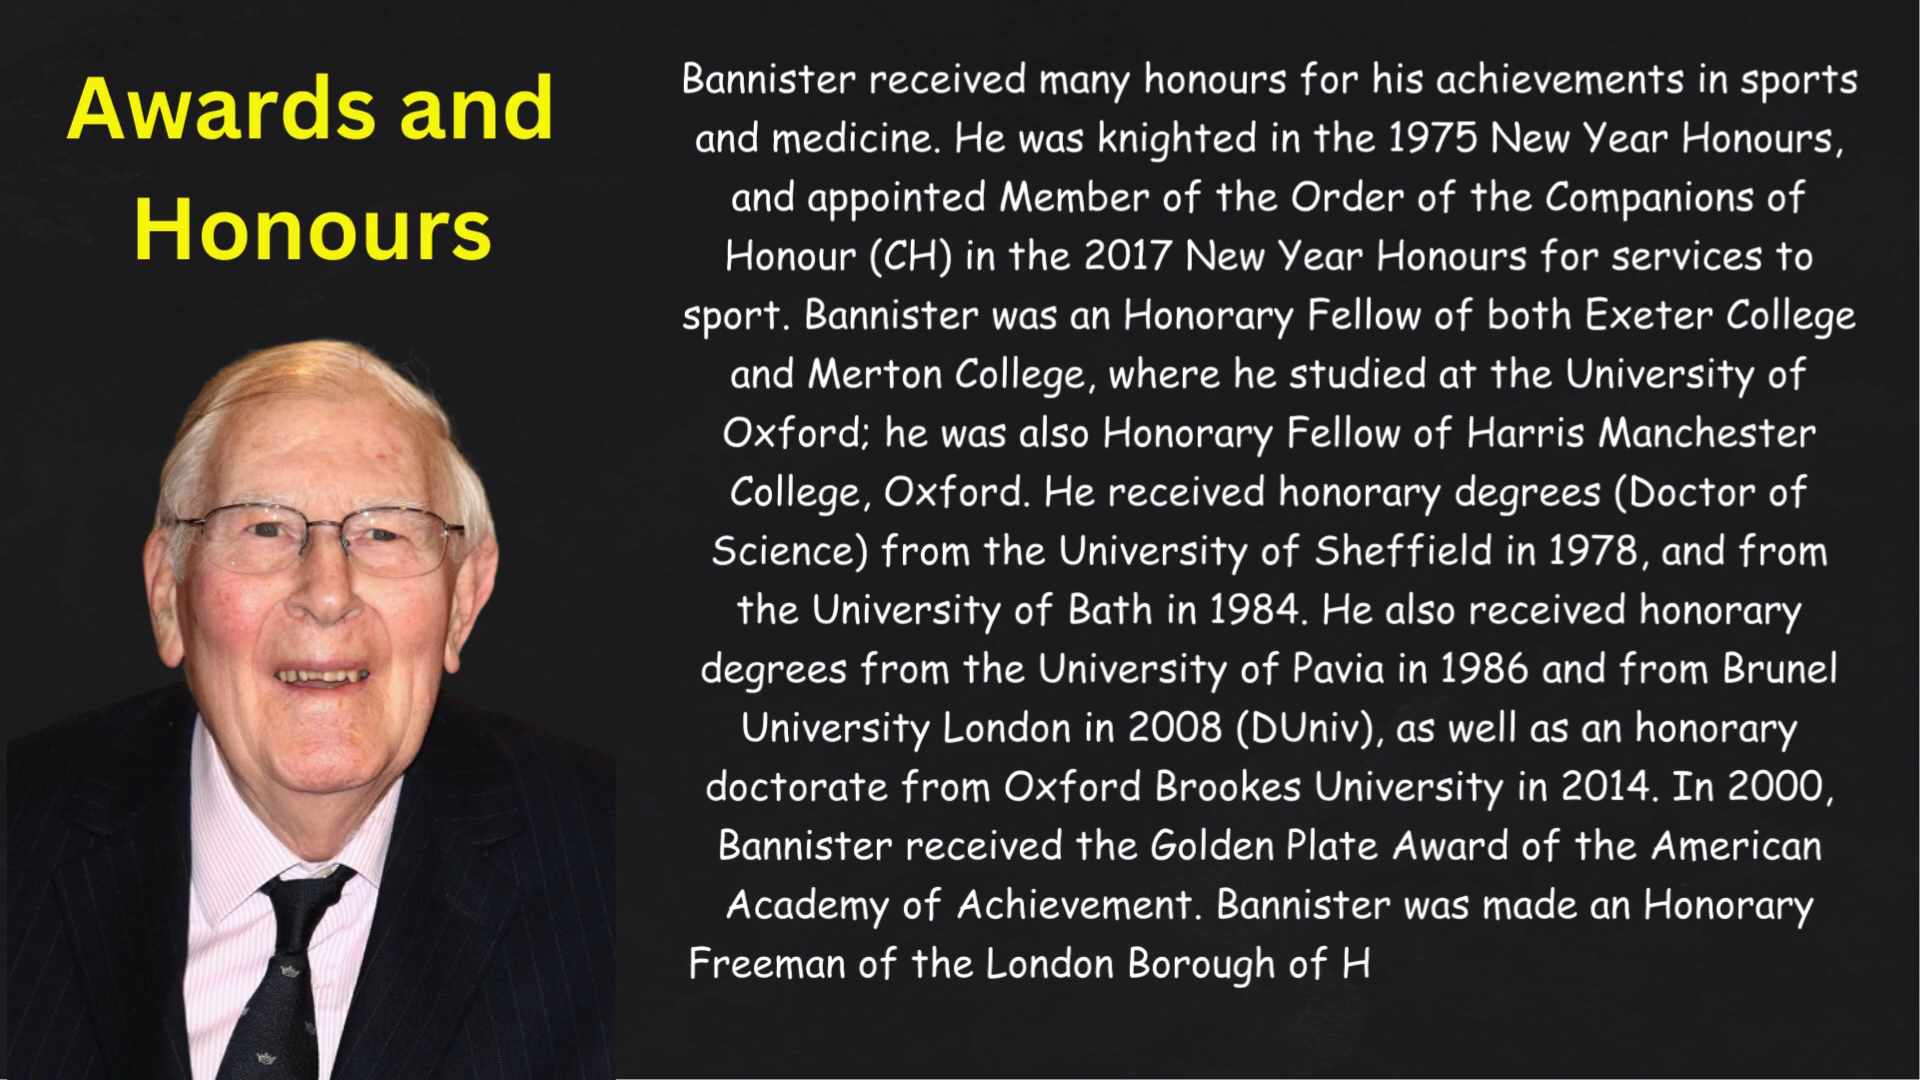 Awards and
Honours
Bannister received many honours for his achievements in sports
and medicine. He was knighted in the 1975 New Year Honours,
and appointed Member of the Order of the Companions of
Honour (CH) in the 2017 New Year Honours for services to
sport. Bannister was an Honorary Fellow of both Exeter College
and Merton College, where he studied at the University of
Oxford; he was also Honorary Fellow of Harris Manchester
College, Oxford. He received honorary degrees (Doctor of
Science) from the University of Sheffield in 1978, and from
the University of Bath in 1984. He also received honorary
degrees from the University of Pavia in 1986 and from Brunel
University London in 2008 (DUniv), as well as an honorary
doctorate from Oxford Brookes University in 2014. In 2000,
Bannister received the Golden Plate Award of the American
Academy of Achievement. Bannister was made an Honorary
Freeman of the London Borough of H